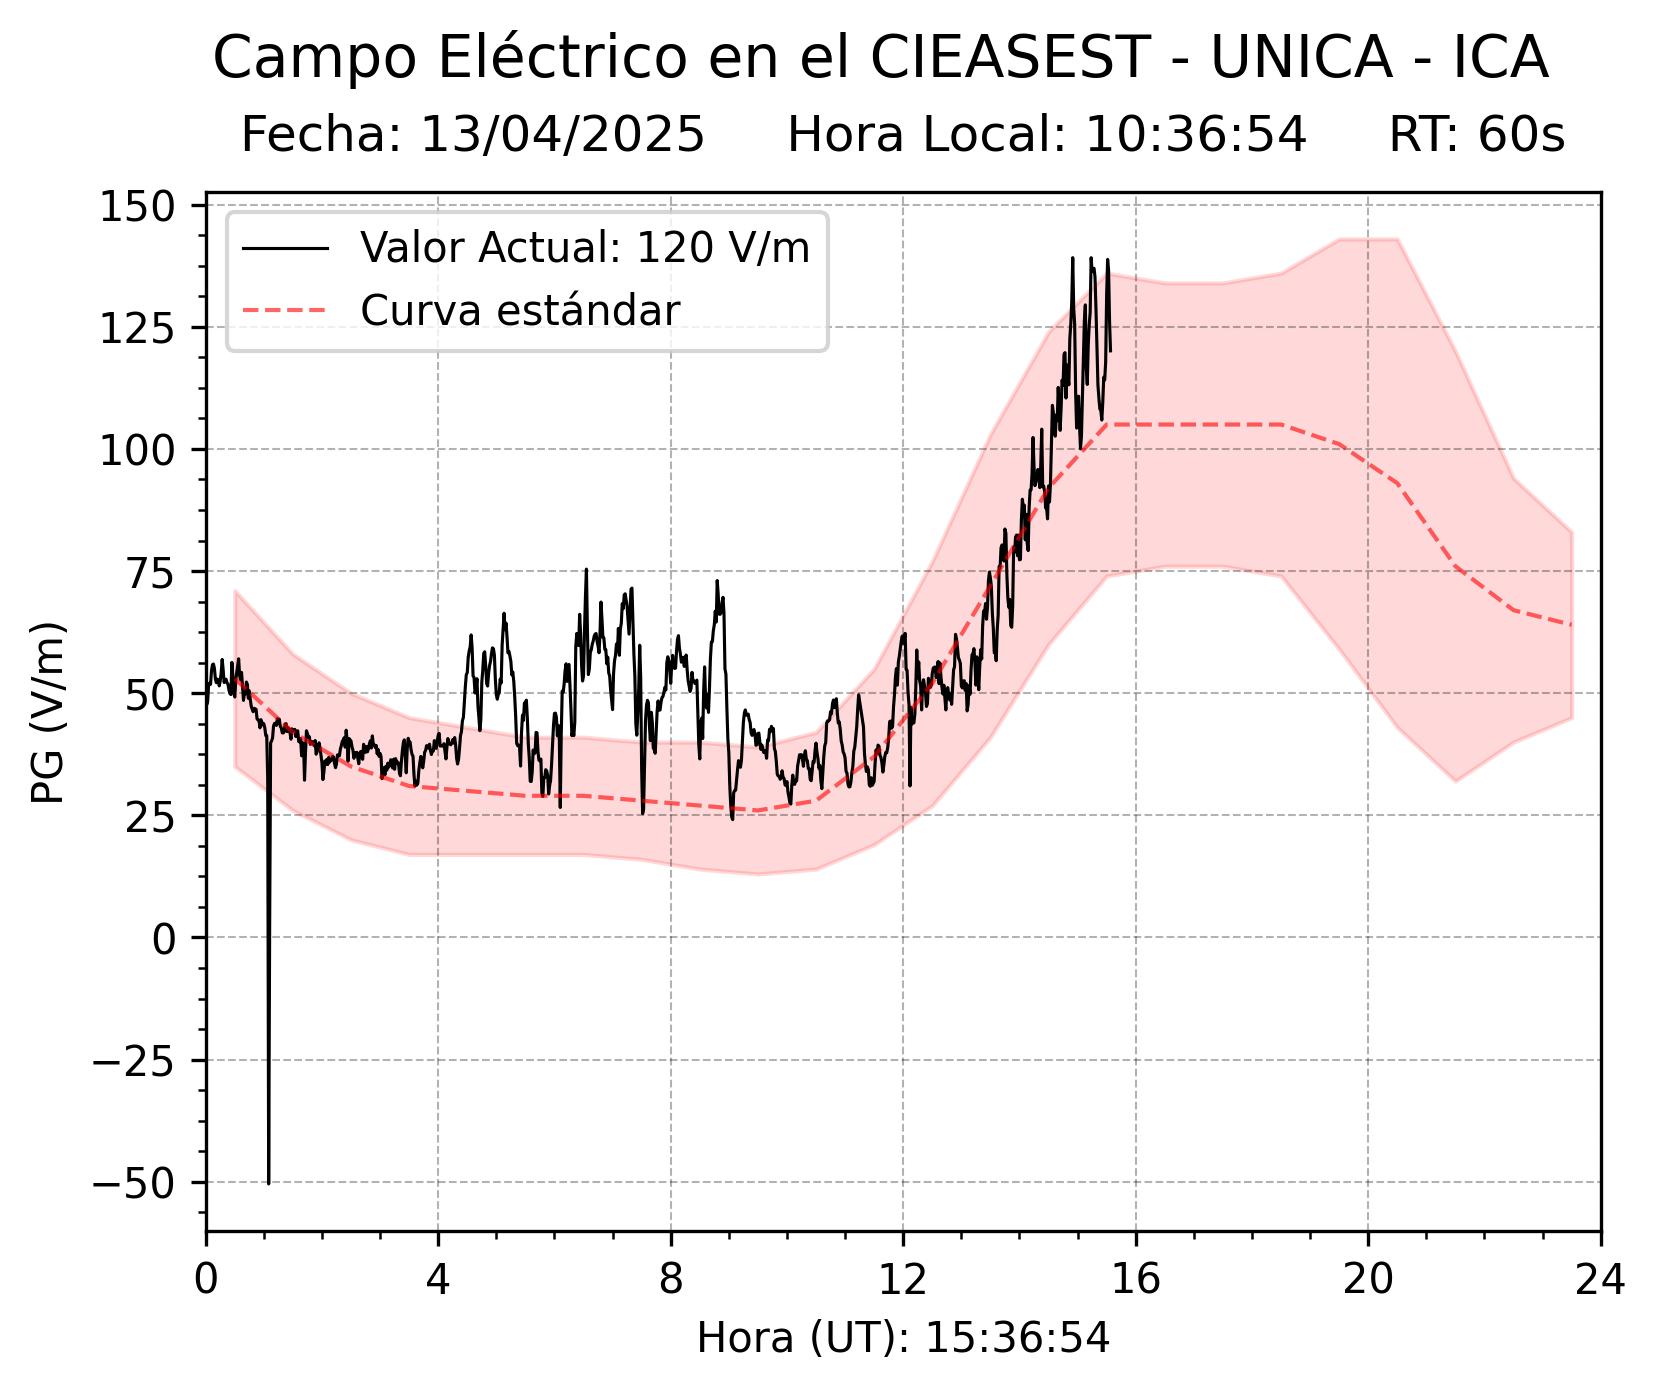 Campo Eléctrico en el CIEASEST - UNICA - ICA
Fecha: 13/04/2025 Hora Local: 10:36:54 RT: 60s
Valor Actual: 120 V/m
Curva estándar
PG (V/m)
150
125
100
75
50
25
0
−25
−50
0 4 8 12 16 20 24
Hora (UT): 15:36:54